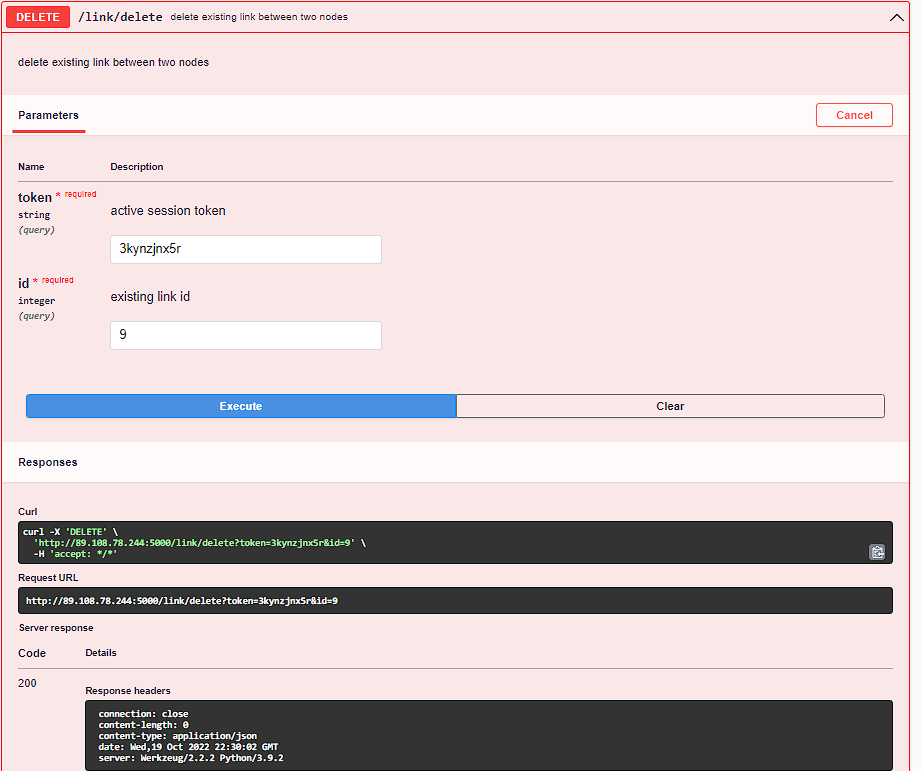 DELETE /link/delete delete existing link between two nodes
delete existing link between two nodes
Parameters Cancel
Name Description
token * required
string
(query)
active session token
3kynzjnx5r
id * required
integer
(query)
existing link id
9
Execute Clear
Responses
Curl
curl -X 'DELETE' \
'http://89.108.78.244:5000/link/delete?token=3kynzjnx5r&id=9' \
-H 'accept: */*'
Request URL
http://89.108.78.244:5000/link/delete?token=3kynzjnx5r&id=9
Server response
Code Details
200
Response headers
connection: close
content-length: 0
content-type: application/json
date: Wed,19 Oct 2022 22:30:02 GMT
server: Werkzeug/2.2.2 Python/3.9.2